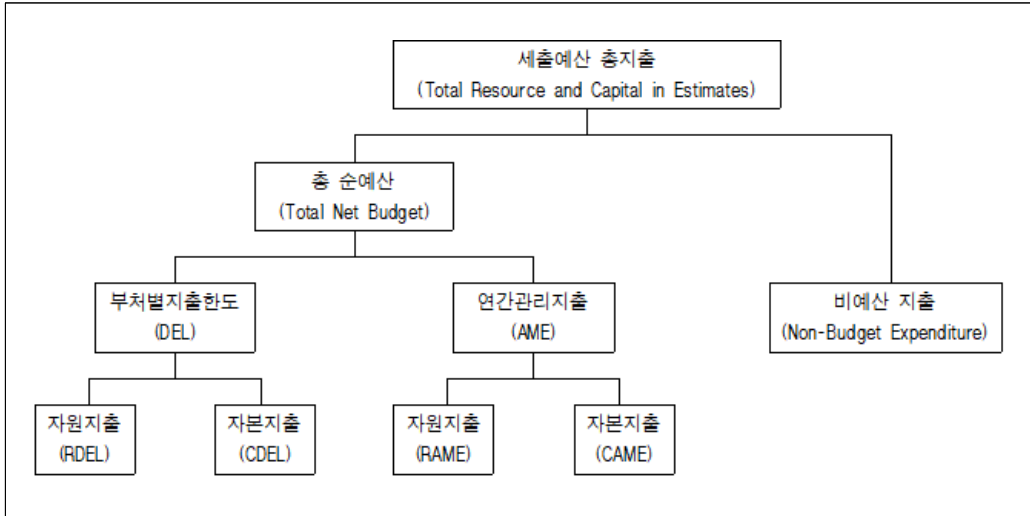 세출예산 총지출
(Total Resource and Capital in Estimates)
총 순예산
(Total Net Budget)
부처별지출한도
(DEL)
연간관리지출
(AME)
비예산 지출
(Non-Budget Expenditure)
자원지출
(RDEL)
자본지출
(CDEL)
자원지출
(RAME)
자본지출
(CAME)